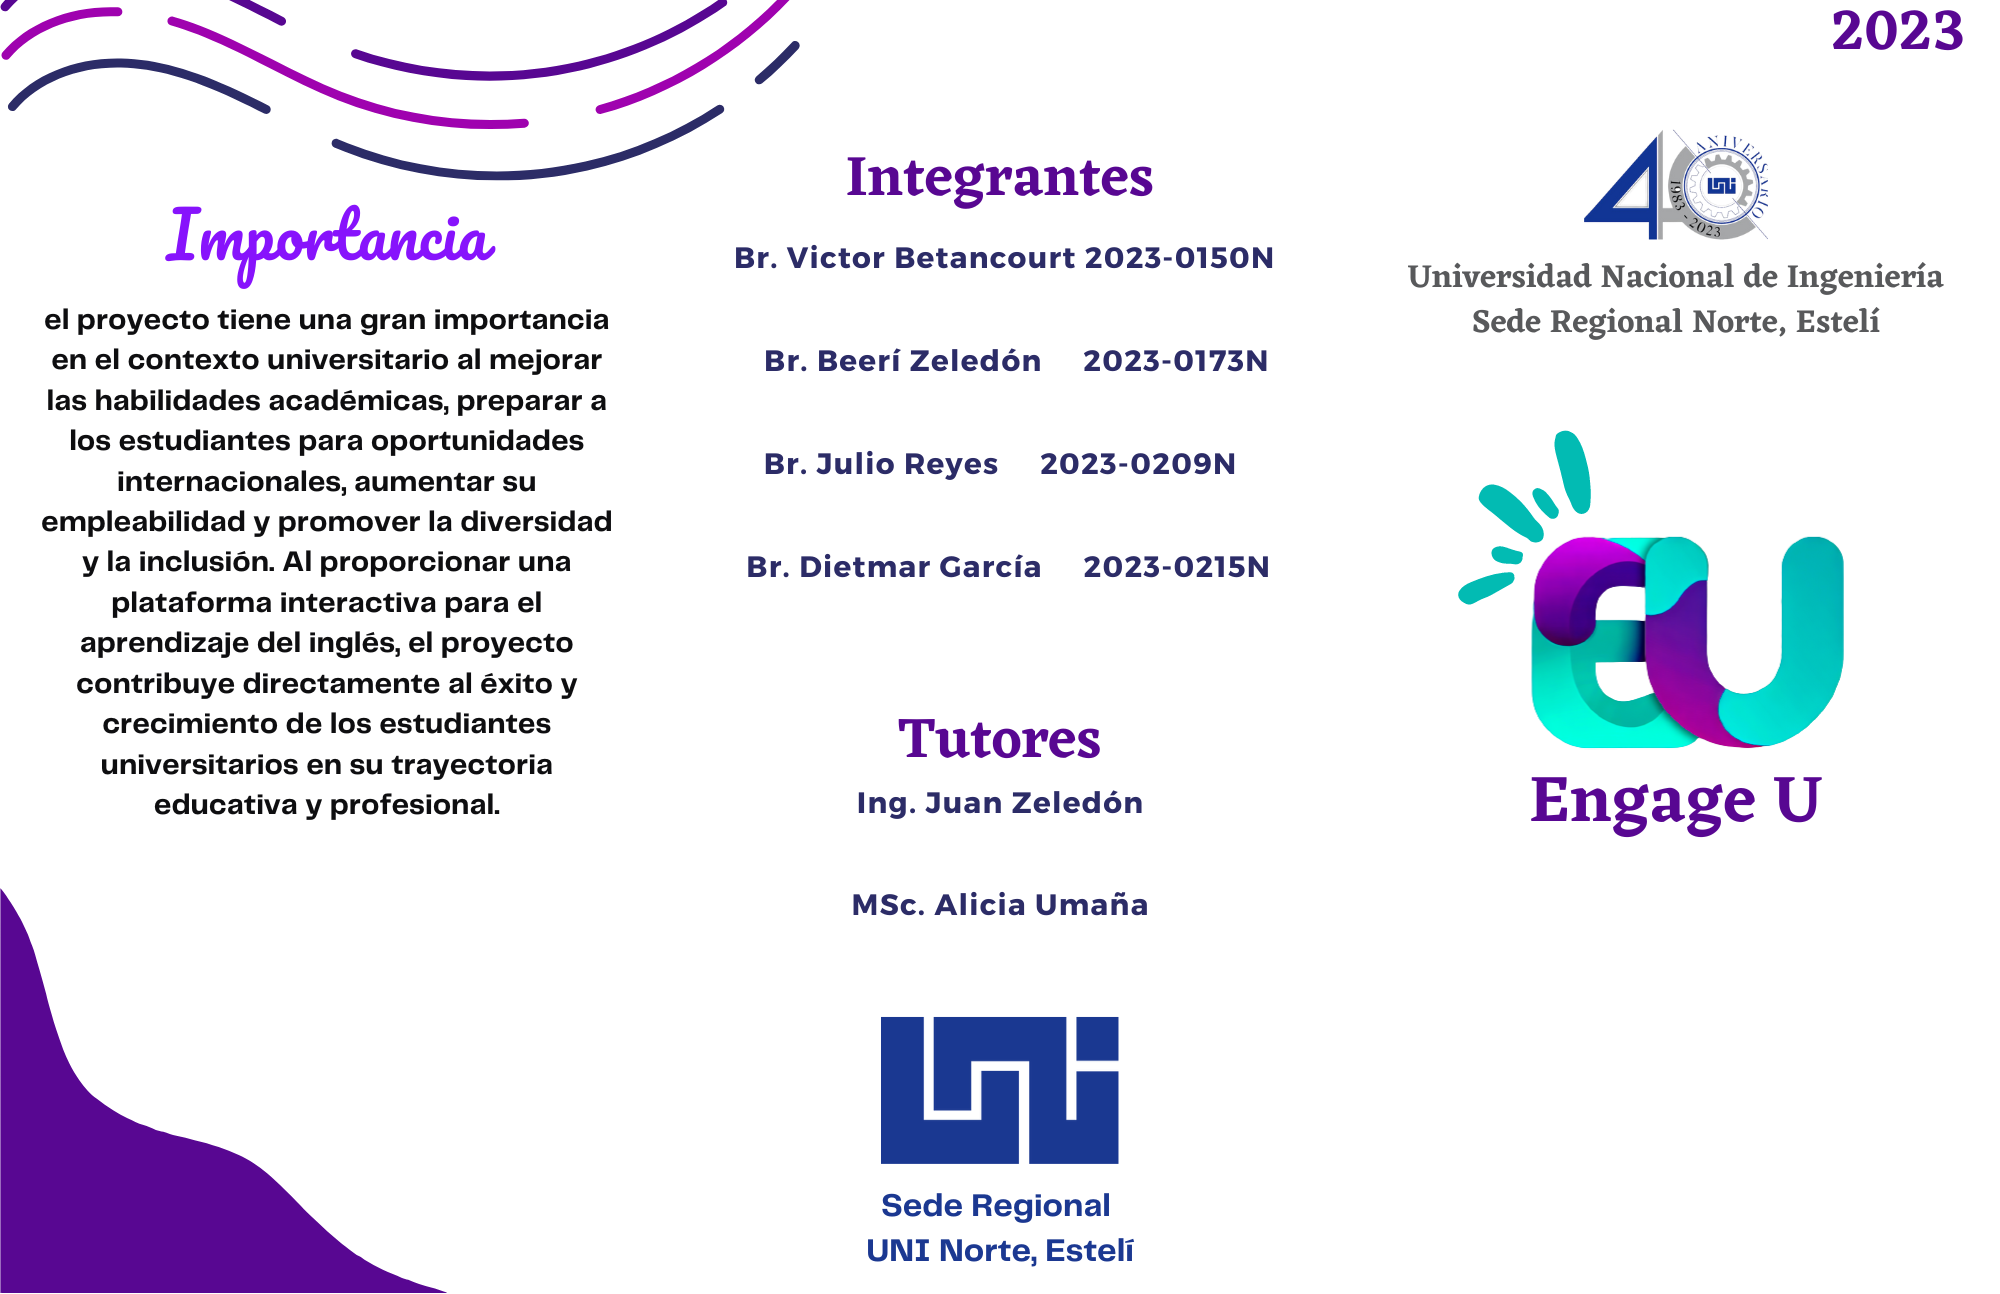 Importancia
el proyecto tiene una gran importancia
en el contexto universitario al mejorar
las habilidades académicas, preparar a
los estudiantes para oportunidades
internacionales, aumentar su
empleabilidad y promover la diversidad
y la inclusión. Al proporcionar una
plataforma interactiva para el
aprendizaje del inglés, el proyecto
contribuye directamente al éxito y
crecimiento de los estudiantes
universitarios en su trayectoria
educativa y profesional.
Integrantes
Br. Victor Betancourt 2023-0150N
Br. Beerí Zeledón 2023-0173N
Br. Julio Reyes 2023-0209N
Br. Dietmar García 2023-0215N
Tutores
Ing. Juan Zeledón
MSc. Alicia Umaña
uni
Sede Regional
UNI Norte, Estelí
2023
40
ANIVERSARIO
uni
1983 - 2023
Universidad Nacional de Ingeniería
Sede Regional Norte, Estelí
EU
Engage U